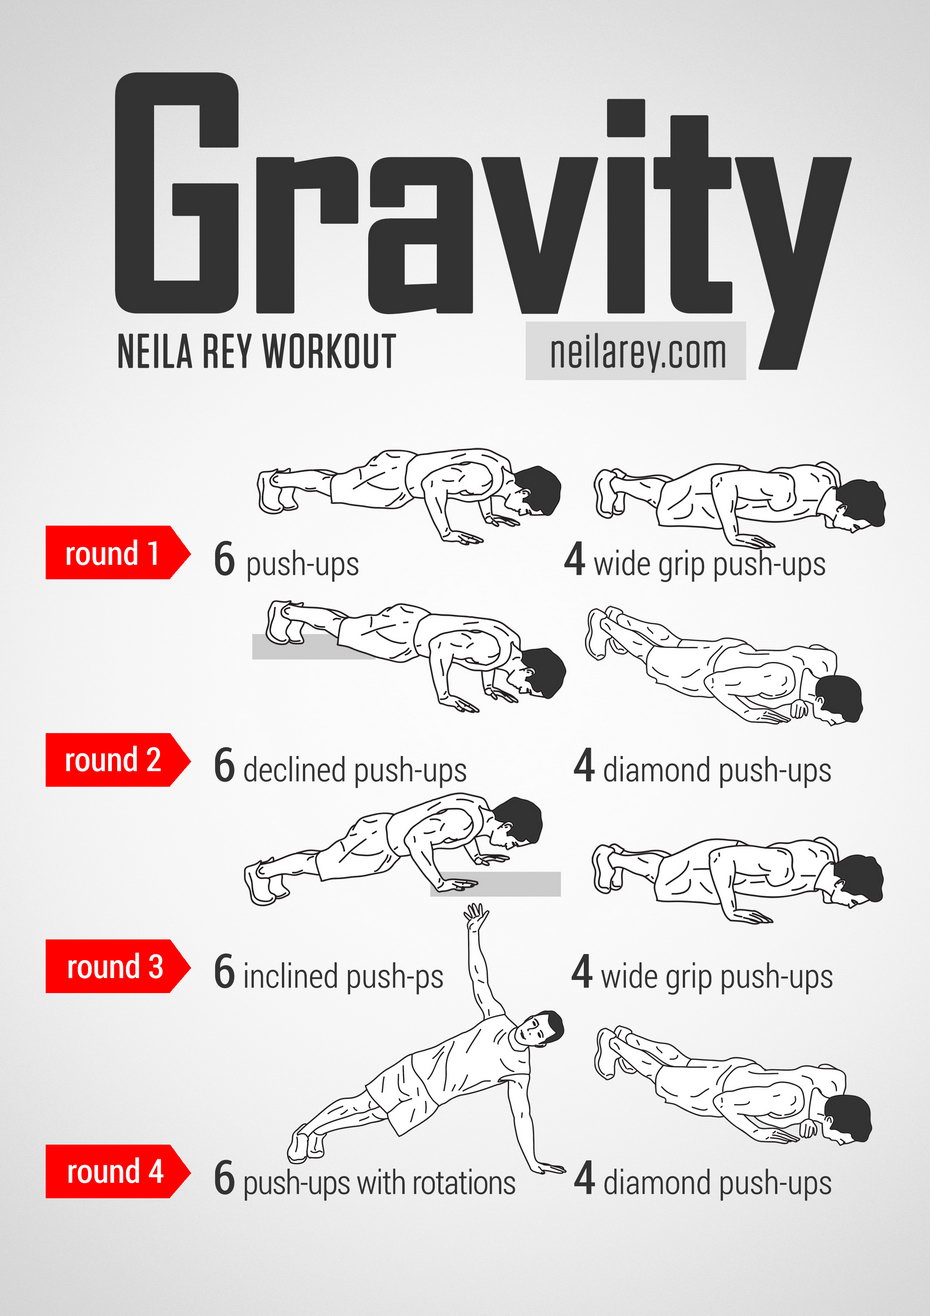 Gravity
NEILA REY WORKOUT neilarey.com
round 1 6 push-ups 4 wide grip push-ups
round 2 6 declined push-ups 4 diamond push-ups
round 3 6 inclined push-ps 4 wide grip push-ups
round 4 6 push-ups with rotations 4 diamond push-ups